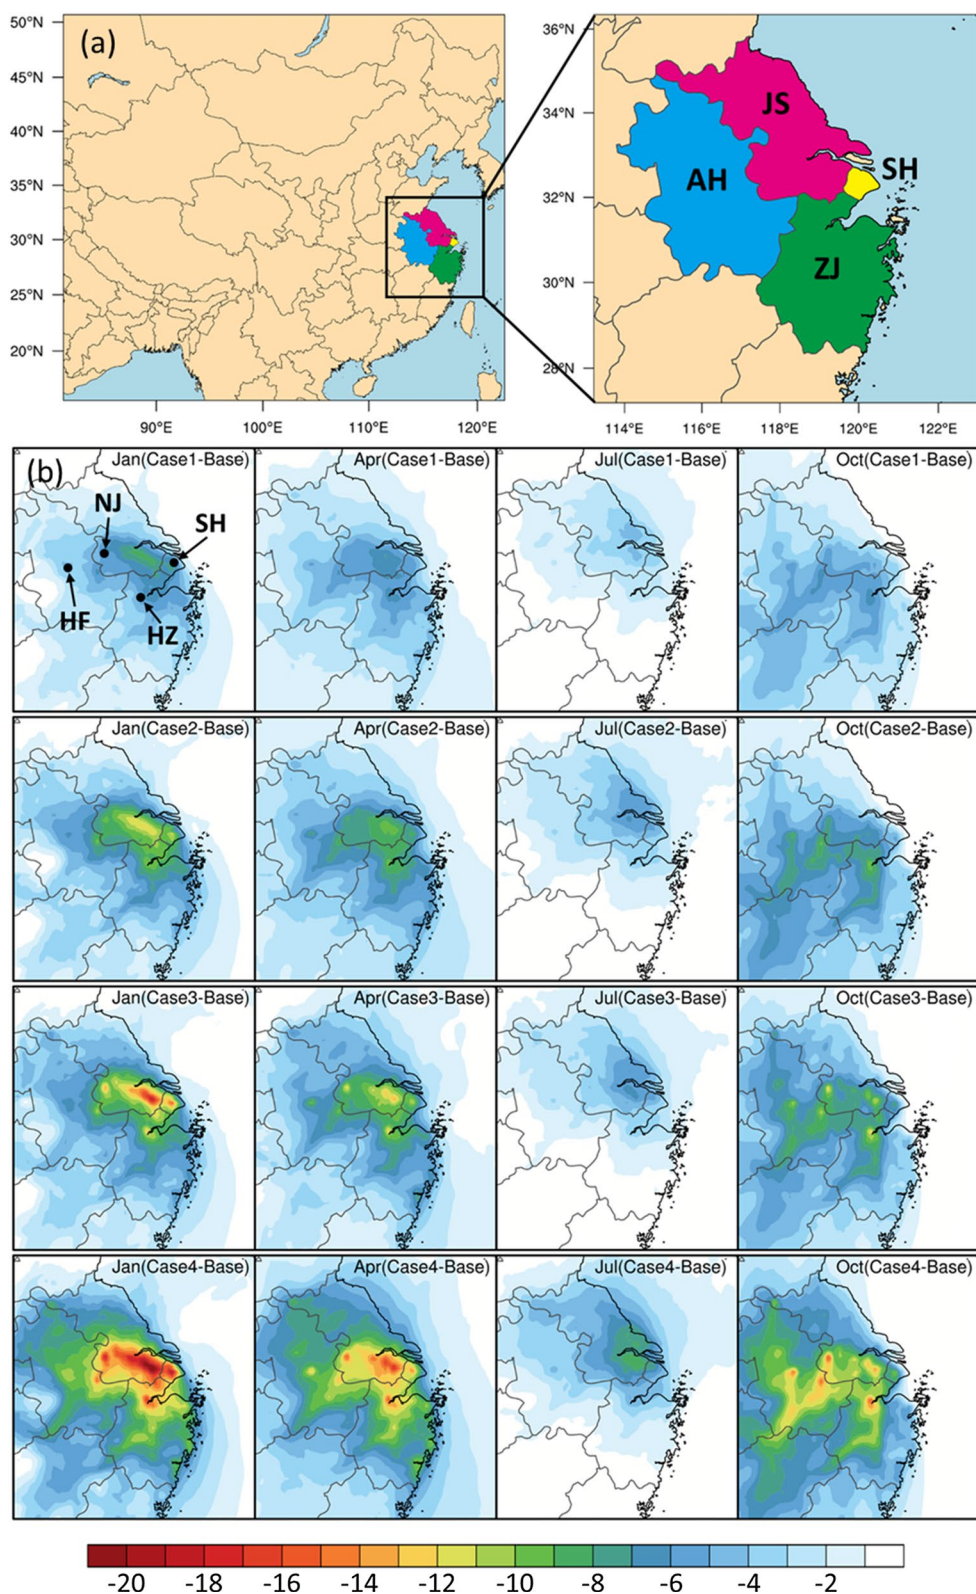 (a)
50°N
45°N
40°N
35°N
30°N
25°N
20°N
90°E
100°E
110°E
120°E
36°N
34°N
32°N
30°N
28°N
114°E
116°E
118°E
120°E
122°E
JS
AH
SH
ZJ
(b)
Jan(Case1-Base)
Apr(Case1-Base)
Jul(Case1-Base)
Oct(Case1-Base)
NJ
SH
HF
HZ
Jan(Case2-Base)
Apr(Case2-Base)
Jul(Case2-Base)
Oct(Case2-Base)
Jan(Case3-Base)
Apr(Case3-Base)
Jul(Case3-Base)
Oct(Case3-Base)
Jan(Case4-Base)
Apr(Case4-Base)
Jul(Case4-Base)
Oct(Case4-Base)
-20 -18 -16 -14 -12 -10 -8 -6 -4 -2